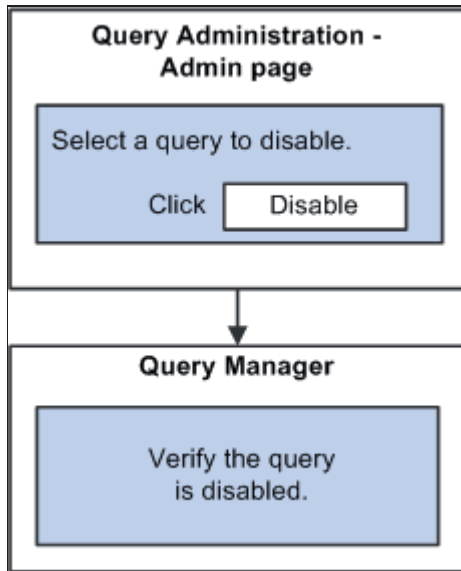 Query Administration -
Admin page
Select a query to disable.
Click Disable
Query Manager
Verify the query
is disabled.